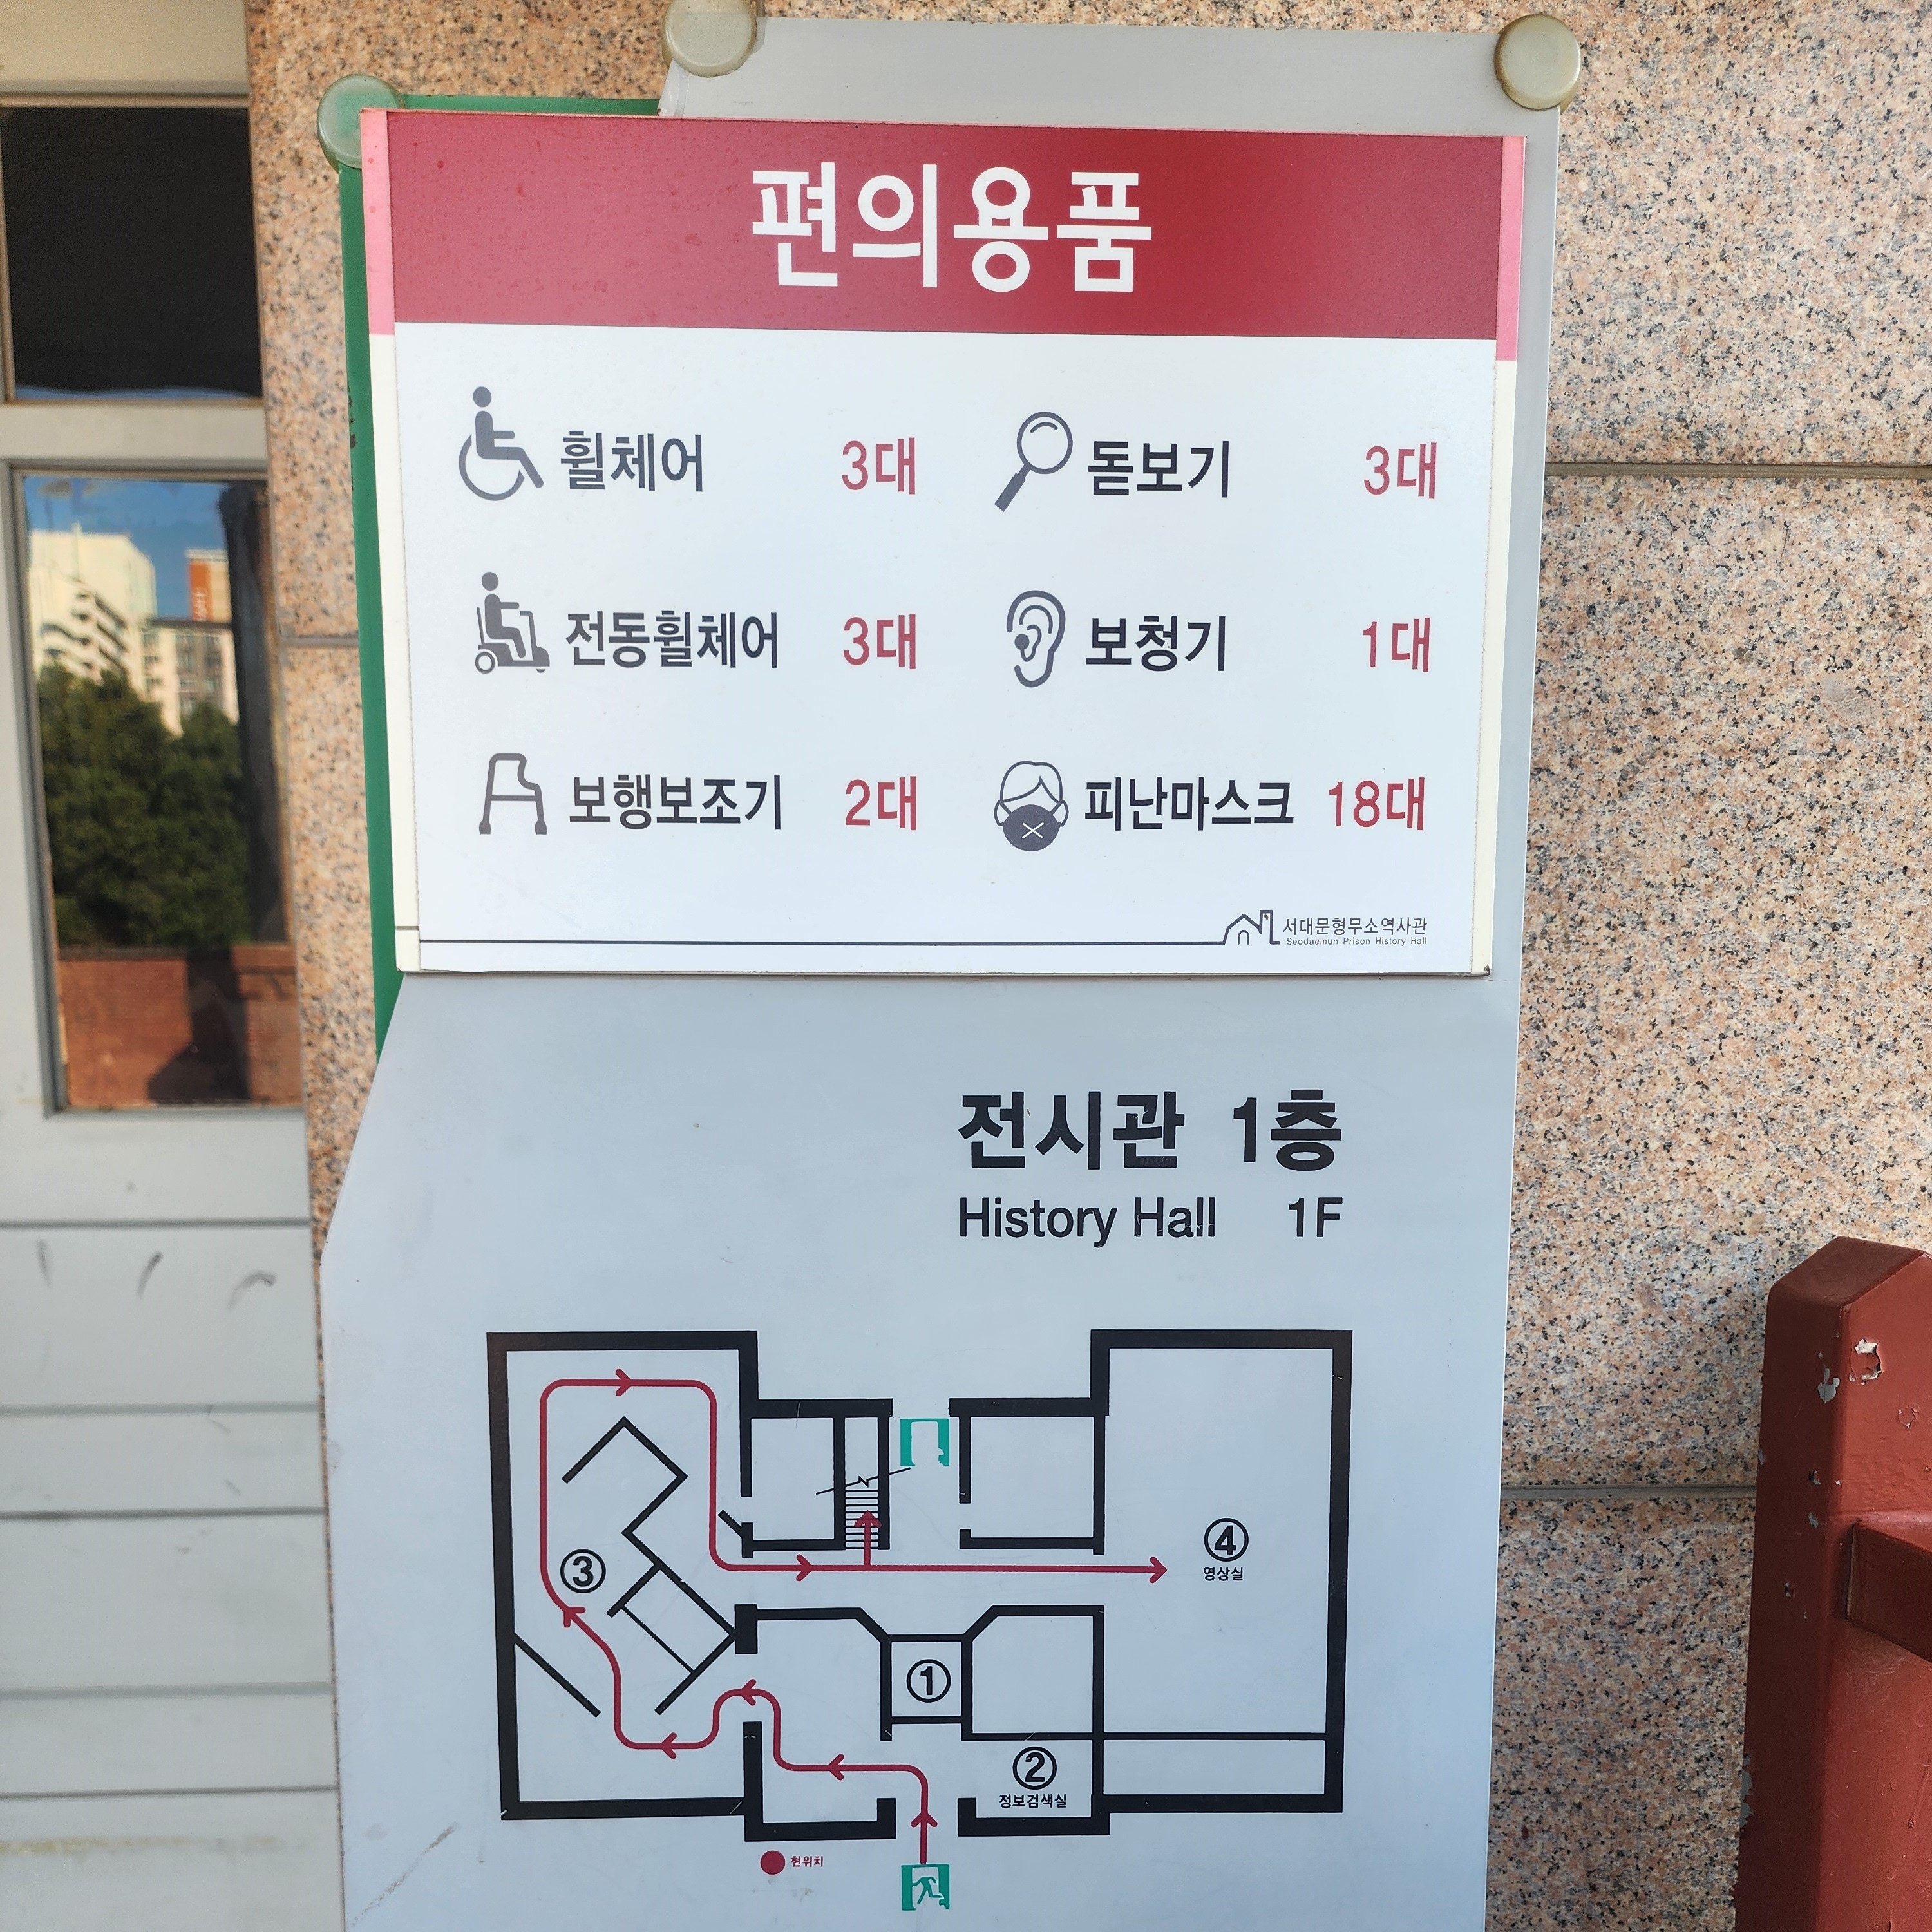 편의용품
휠체어 3대
돋보기 3대
전동휠체어 3대
보청기 1대
보행보조기 2대
피난마스크 18대
서대문형무소역사관
Seodaemun Prison History Hall
전시관 1층
History Hall 1F
④
영상실
③
①
②
정보검색실
현위치